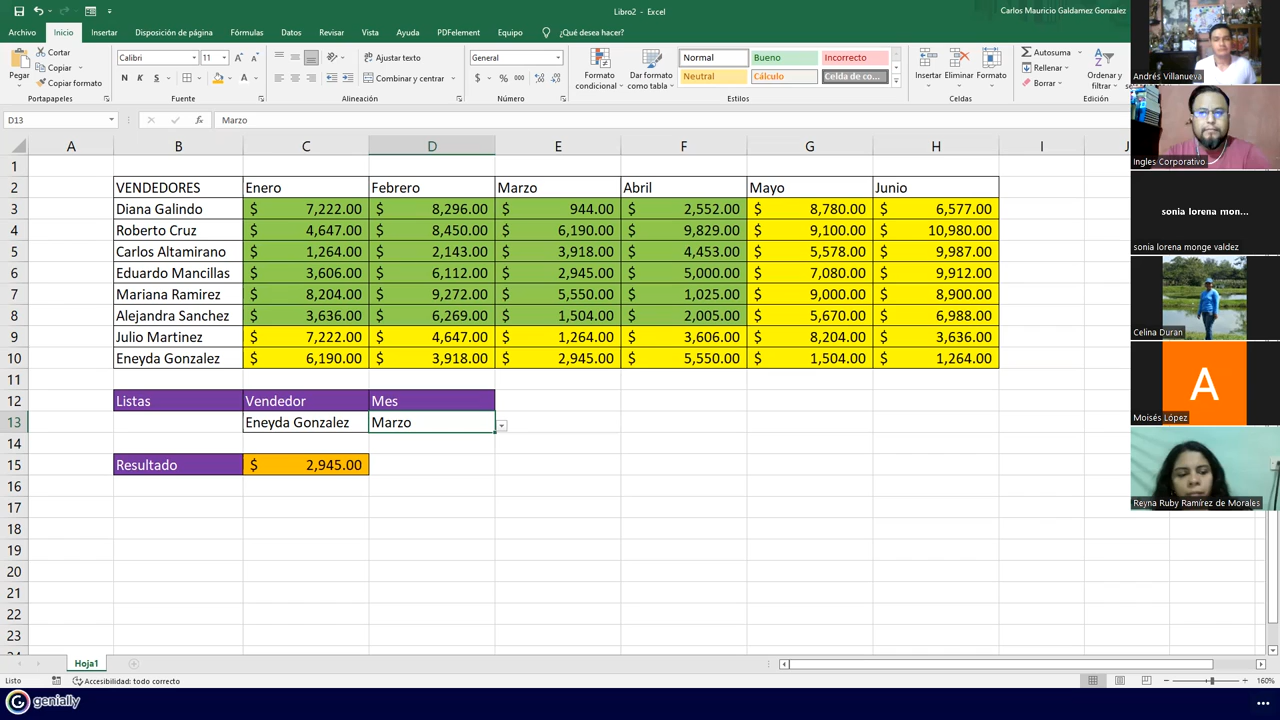 Libro2 - Excel
Carlos Mauricio Galdamez Gonzalez
Archivo Inicio Insertar Disposición de página Fórmulas Datos Revisar Vista Ayuda PDFelement Equipo ¿Qué desea hacer?
Pegar
Cortar
Copiar
Copiar formato
Portapapeles
Calibri 11
N K S
Fuente
Ajustar texto
Combinar y centrar
Alineación
General
$ % 000
Número
Formato condicional
Dar formato como tabla
Normal Bueno Incorrecto
Neutral Cálculo Celda de co...
Estilos
Insertar Eliminar Formato
Celdas
Autosuma
Rellenar
Borrar
Ordenar y filtrar
Edición
D13 fx Marzo
A B C D E F G H I J
1
2 VENDEDORES Enero Febrero Marzo Abril Mayo Junio
3 Diana Galindo $ 7,222.00 $ 8,296.00 $ 944.00 $ 2,552.00 $ 8,780.00 $ 6,577.00
4 Roberto Cruz $ 4,647.00 $ 8,450.00 $ 6,190.00 $ 9,829.00 $ 9,100.00 $ 10,980.00
5 Carlos Altamirano $ 1,264.00 $ 2,143.00 $ 3,918.00 $ 4,453.00 $ 5,578.00 $ 9,987.00
6 Eduardo Mancillas $ 3,606.00 $ 6,112.00 $ 2,945.00 $ 5,000.00 $ 7,080.00 $ 9,912.00
7 Mariana Ramirez $ 8,204.00 $ 9,272.00 $ 5,550.00 $ 1,025.00 $ 9,000.00 $ 8,900.00
8 Alejandra Sanchez $ 3,636.00 $ 6,269.00 $ 1,504.00 $ 2,005.00 $ 5,670.00 $ 6,988.00
9 Julio Martinez $ 7,222.00 $ 4,647.00 $ 1,264.00 $ 3,606.00 $ 8,204.00 $ 3,636.00
10 Eneyda Gonzalez $ 6,190.00 $ 3,918.00 $ 2,945.00 $ 5,550.00 $ 1,504.00 $ 1,264.00
11
12 Listas Vendedor Mes
13 Eneyda Gonzalez Marzo
14
15 Resultado $ 2,945.00
16
17
18
19
20
21
22
23
Hoja1
Listo Accesibilidad: todo correcto 160%
genially
Andrés Villanueva
Ingles Corporativo
sonia lorena mon...
sonia lorena monge valdez
Celina Duran
A
Moisés López
Reyna Ruby Ramírez de Morales